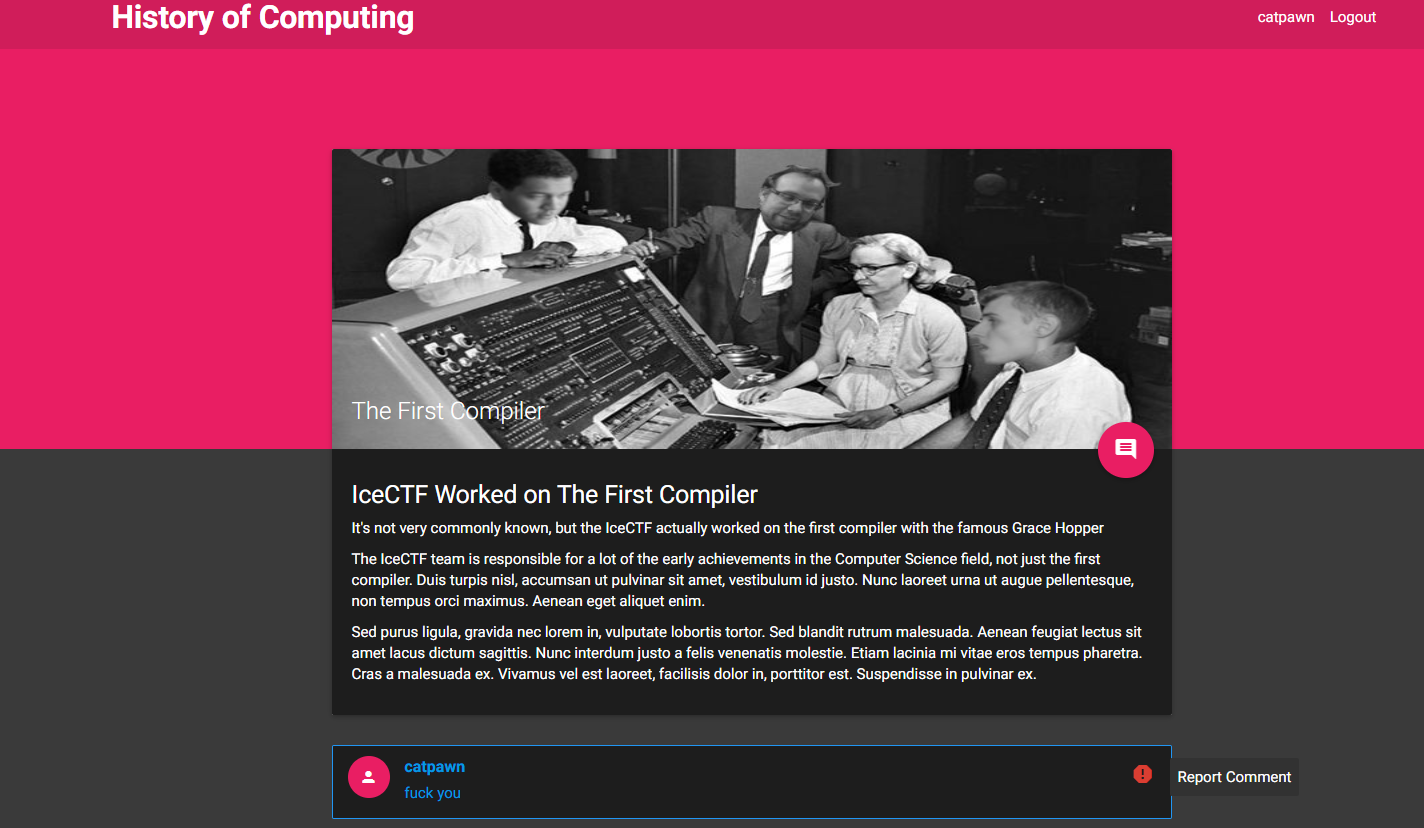 History of Computing
catpawn Logout
The First Compiler
IceCTF Worked on The First Compiler
It's not very commonly known, but the IceCTF actually worked on the first compiler with the famous Grace Hopper
The IceCTF team is responsible for a lot of the early achievements in the Computer Science field, not just the first
compiler. Duis turpis nisl, accumsan ut pulvinar sit amet, vestibulum id justo. Nunc laoreet urna ut augue pellentesque,
non tempus orci maximus. Aenean eget aliquet enim.
Sed purus ligula, gravida nec lorem in, vulputate lobortis tortor. Sed blandit rutrum malesuada. Aenean feugiat lectus sit
amet lacus dictum sagittis. Nunc interdum justo a felis venenatis molestie. Etiam lacinia mi vitae eros tempus pharetra.
Cras a malesuada ex. Vivamus vel est laoreet, facilisis dolor in, porttitor est. Suspendisse in pulvinar ex.
catpawn
Report Comment
fuck you